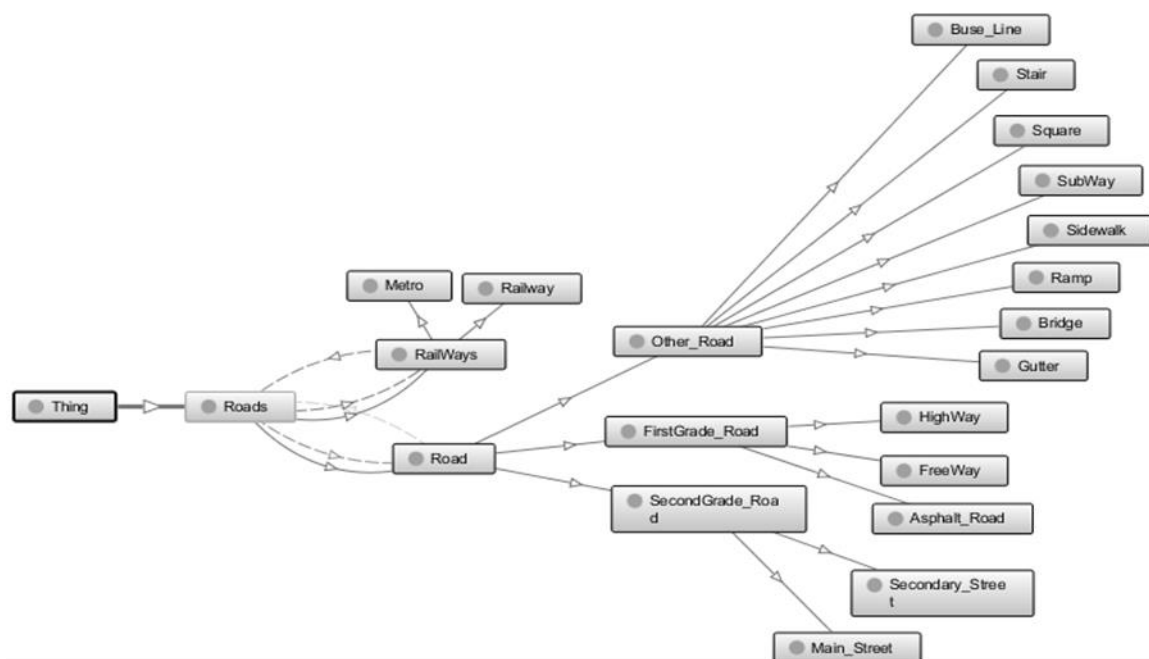 Buse_Line
Stair
Square
SubWay
Sidewalk
Metro
Railway
Ramp
Bridge
Other_Road
RailWays
Gutter
Thing
Roads
HighWay
FirstGrade_Road
Road
FreeWay
SecondGrade_Roa
d
Asphalt_Road
Secondary_Stree
t
Main_Street